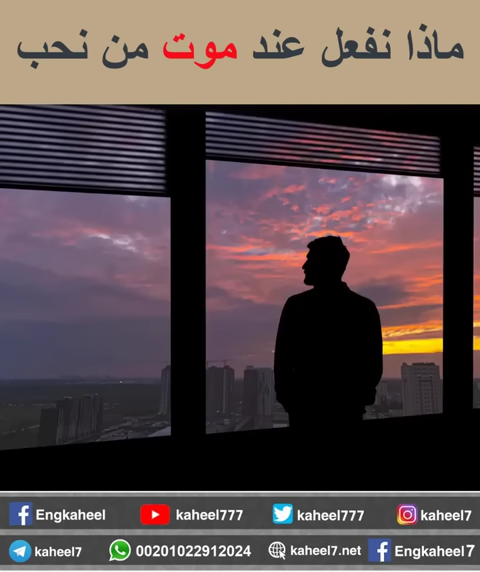 ماذا نفعل عند موت من نحب
Engkaheel kaheel777 kaheel777 kaheel7
kaheel7 00201022912024 kaheel7.net Engkaheel7